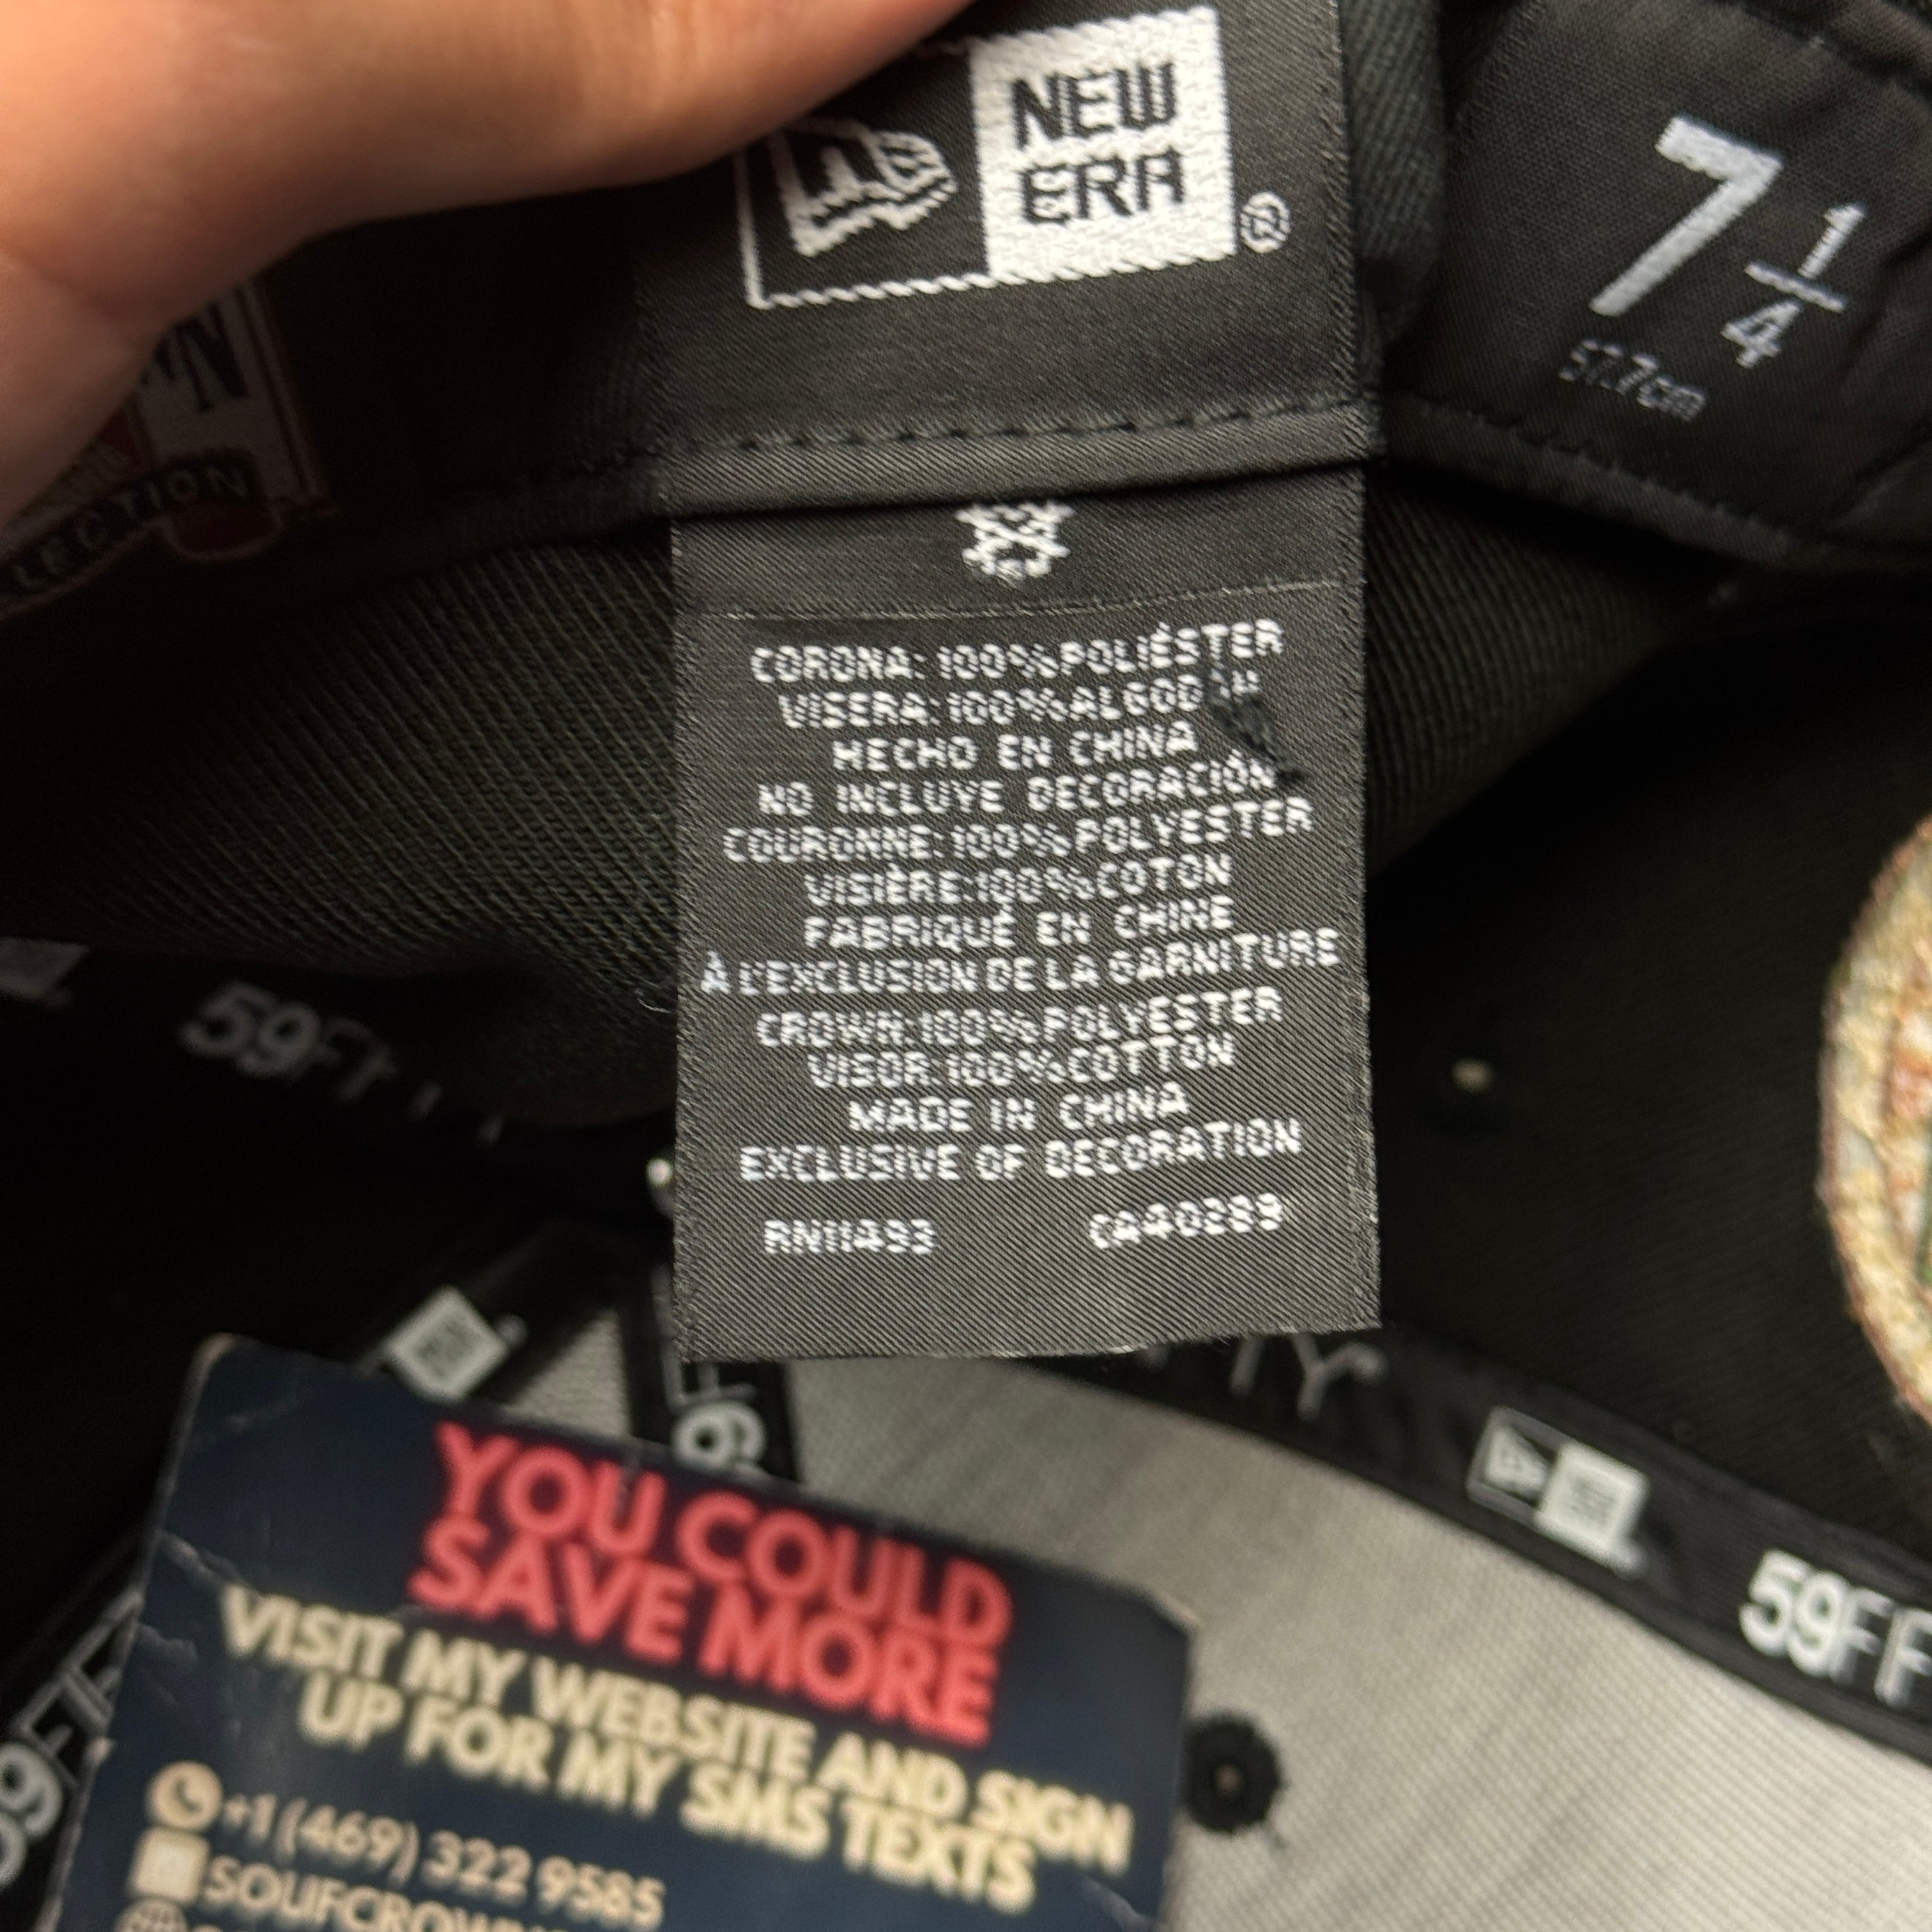 NEW
ERA
®
7 1/4
57.7cm
LECTION
CORONA: 100% POLIÉSTER
VISERA: 100% ALGODÓN
HECHO EN CHINA
NO INCLUYE DECORACIÓN
COURONNE: 100% POLYESTER
VISIÈRE: 100% COTON
FABRIQUÉ EN CHINE
À L'EXCLUSION DE LA GARNITURE
CROWN: 100% POLYESTER
VISOR: 100% COTTON
MADE IN CHINA
EXCLUSIVE OF DECORATION
RN11493 CA40289
59FI
59FF
YOU COULD
SAVE MORE
VISIT MY WEBSITE AND SIGN
UP FOR MY SMS TEXTS
+1 (469) 322 9585